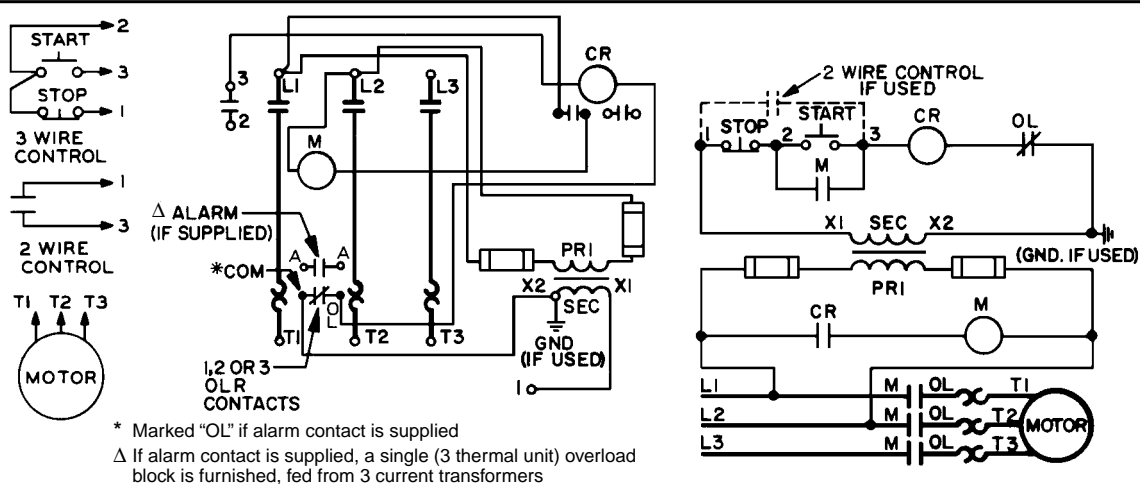 2
START
3
STOP
1
3 WIRE
CONTROL
1
3
2 WIRE
CONTROL
T1 T2 T3
MOTOR
3
2
L1
L2
L3
CR
M
Δ ALARM
(IF SUPPLIED)
A
A
*COM
OL
T1
T2
T3
1,2 OR 3
OLR
CONTACTS
PRI
X2
SEC
X1
GND
(IF USED)
1
* Marked “OL” if alarm contact is supplied
Δ If alarm contact is supplied, a single (3 thermal unit) overload
block is furnished, fed from 3 current transformers
2 WIRE CONTROL
IF USED
1
STOP
2
START
3
CR
OL
M
X1
SEC
X2
(GND. IF USED)
PRI
CR
M
L1
M
OL
T1
L2
M
OL
T2
MOTOR
L3
M
OL
T3